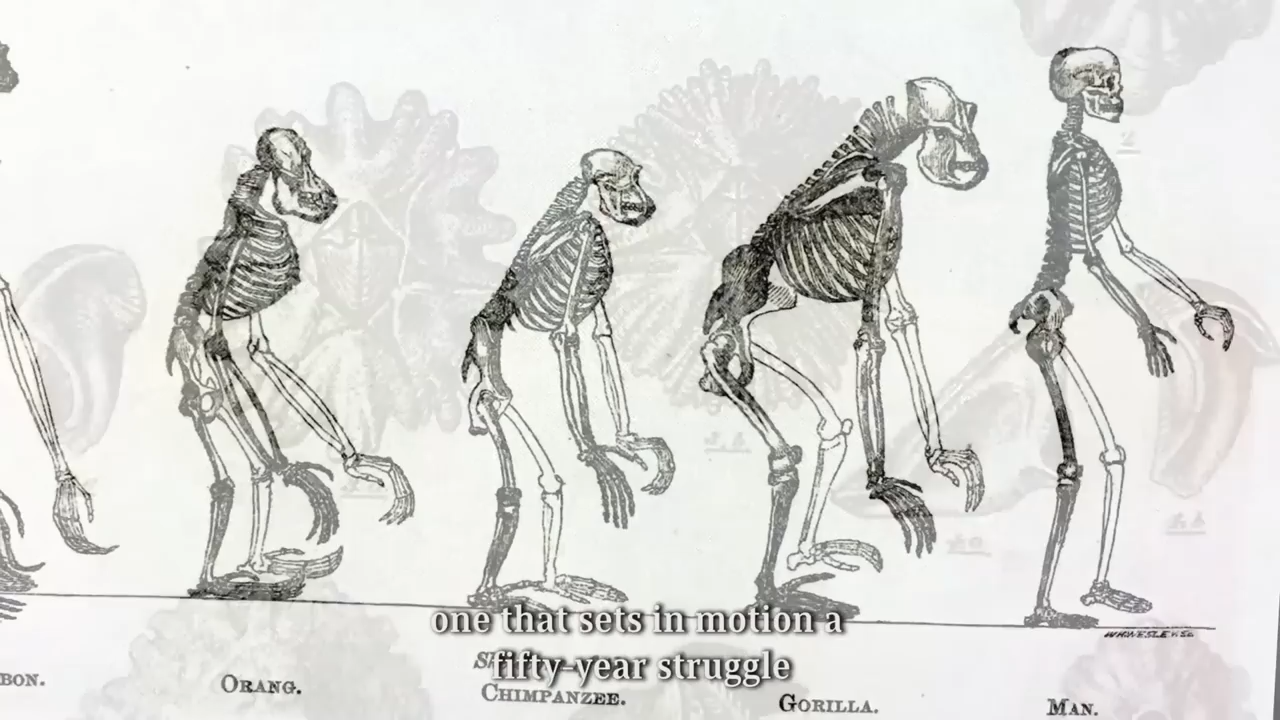 one that sets in motion a
fifty-year struggle
BON.
ORANG.
CHIMPANZEE.
GORILLA.
MAN.